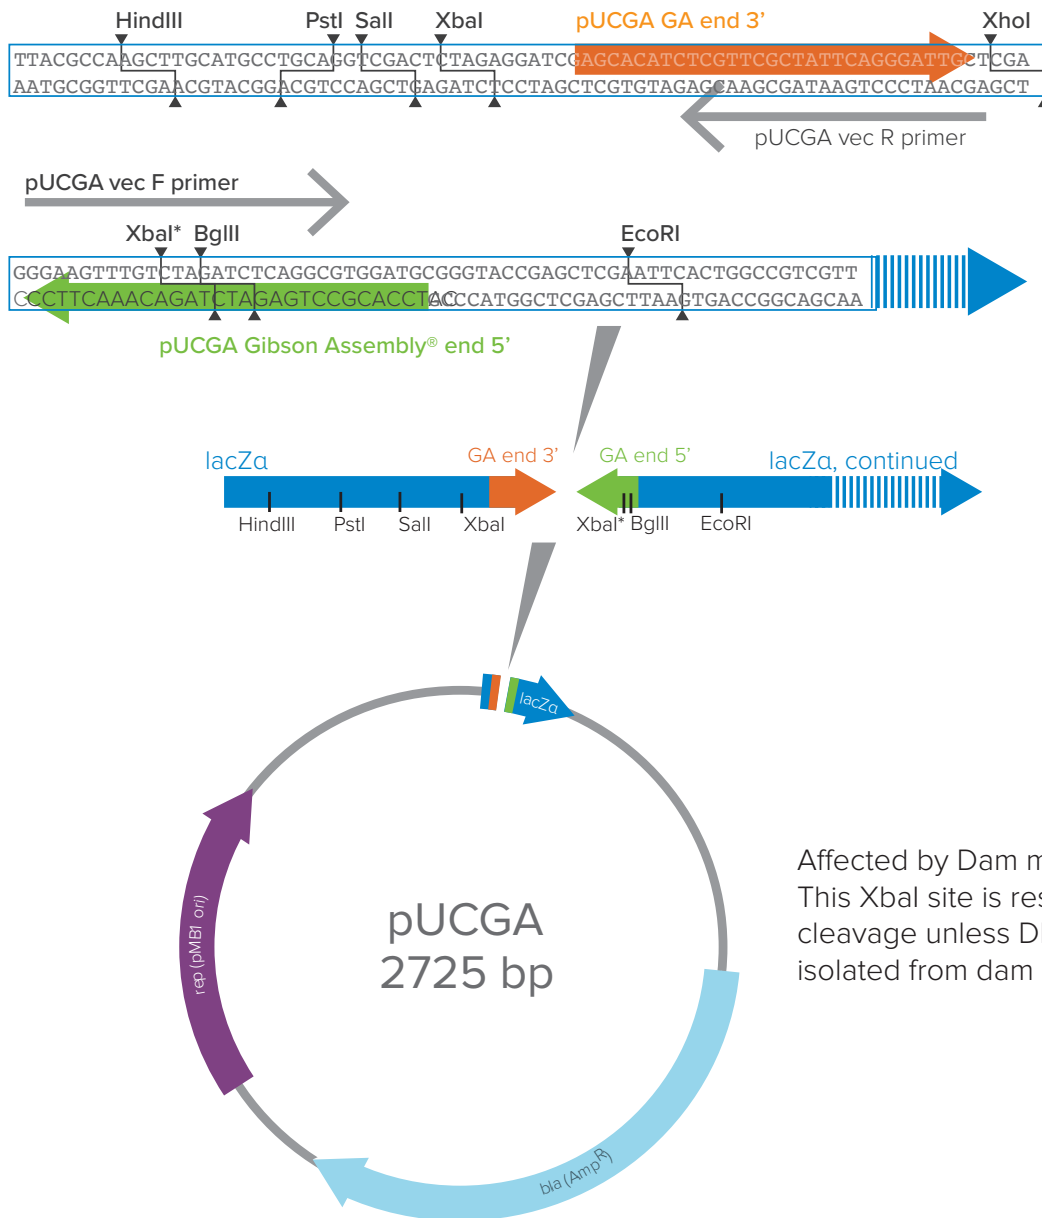 HindIII PstI SalI XbaI pUCGA GA end 3’ XhoI
TTACGCCAAGCTTGCATGCCTGCAGGTCGACTCTAGAGGATCGAGCACATCTCGTTCGCTATTCAGGGATTGCTCGA
AATGCGGTTCGAACGTACGGACGTCCAGCTGAGATCTCCTAGCTCGTGTAGAGCAAGCGATAAGTCCCTAACGAGCT
pUCGA vec R primer
pUCGA vec F primer
XbaI* BglII EcoRI
GGGAAGTTTGTCTAGATCTCAGGCGTGGATGCGGGTACCGAGCTCGAATTCACTGGCCGTCGTT
CCCTTCAAACAGATCTAGAGTCCGCACCTACGCCCATGGCTCGAGCTTAAGTGACCGGCAGCAA
pUCGA Gibson Assembly® end 5’
lacZα GA end 3’ GA end 5’ lacZα, continued
HindIII PstI SalI XbaI XbaI* BglII EcoRI
lacZα
rep (pMB1 ori)
pUCGA
2725 bp
bla (AmpR)
Affected by Dam m
This XbaI site is res
cleavage unless D
isolated from dam